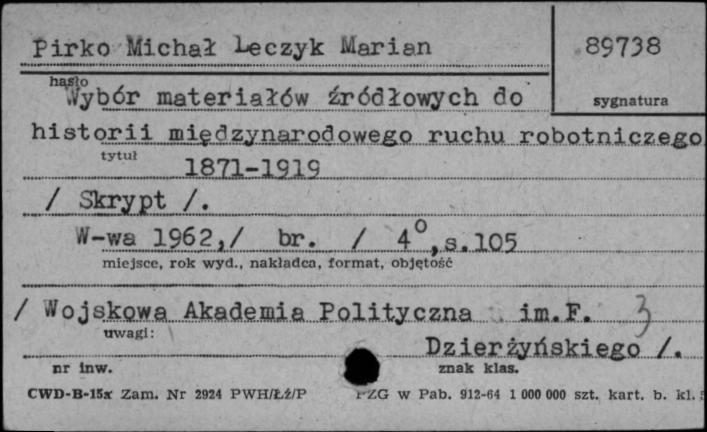 Pirko Michał Leczyk Marian
89738
hasło
sygnatura
Wybór materiałów źródłowych do
historii międzynarodowego ruchu robotniczego
tytuł
1871-1919
/ Skrypt /.
W-wa 1962,/ br. / 4°,s.105
miejsce, rok wyd., nakładca, format, objętość
/ Wojskowa Akademia Polityczna im.F. 3
uwagi:
Dzierżyńskiego /.
nr inw.
znak klas.
CWD-B-15x Zam. Nr 2924 PWH/Łź/P PZG w Pab. 912-64 1 000 000 szt. kart. b. kl.